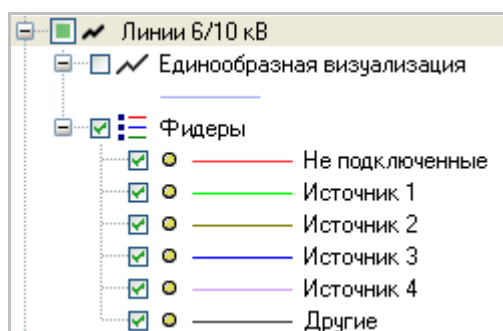 Линии 6/10 кВ
Единообразная визуализация
Фидеры
Не подключенные
Источник 1
Источник 2
Источник 3
Источник 4
Другие